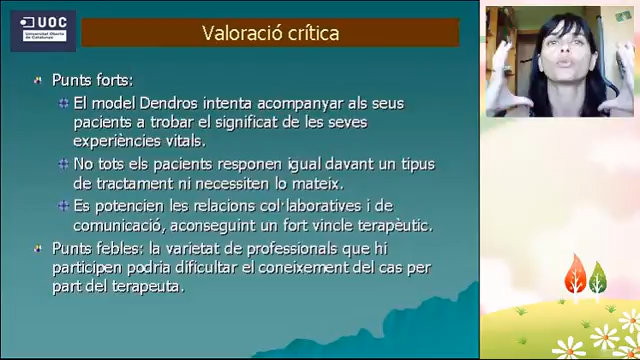 UOC
Universitat Oberta
de Catalunya
Valoració crítica
Punts forts:
El model Dendros intenta acompanyar als seus
pacients a trobar el significat de les seves
experiències vitals.
No tots els pacients responen igual davant un tipus
de tractament ni necessiten lo mateix.
Es potencien les relacions col·laboratives i de
comunicació, aconseguint un fort vincle terapèutic.
Punts febles: la varietat de professionals que hi
participen podria dificultar el coneixement del cas per
part del terapeuta.